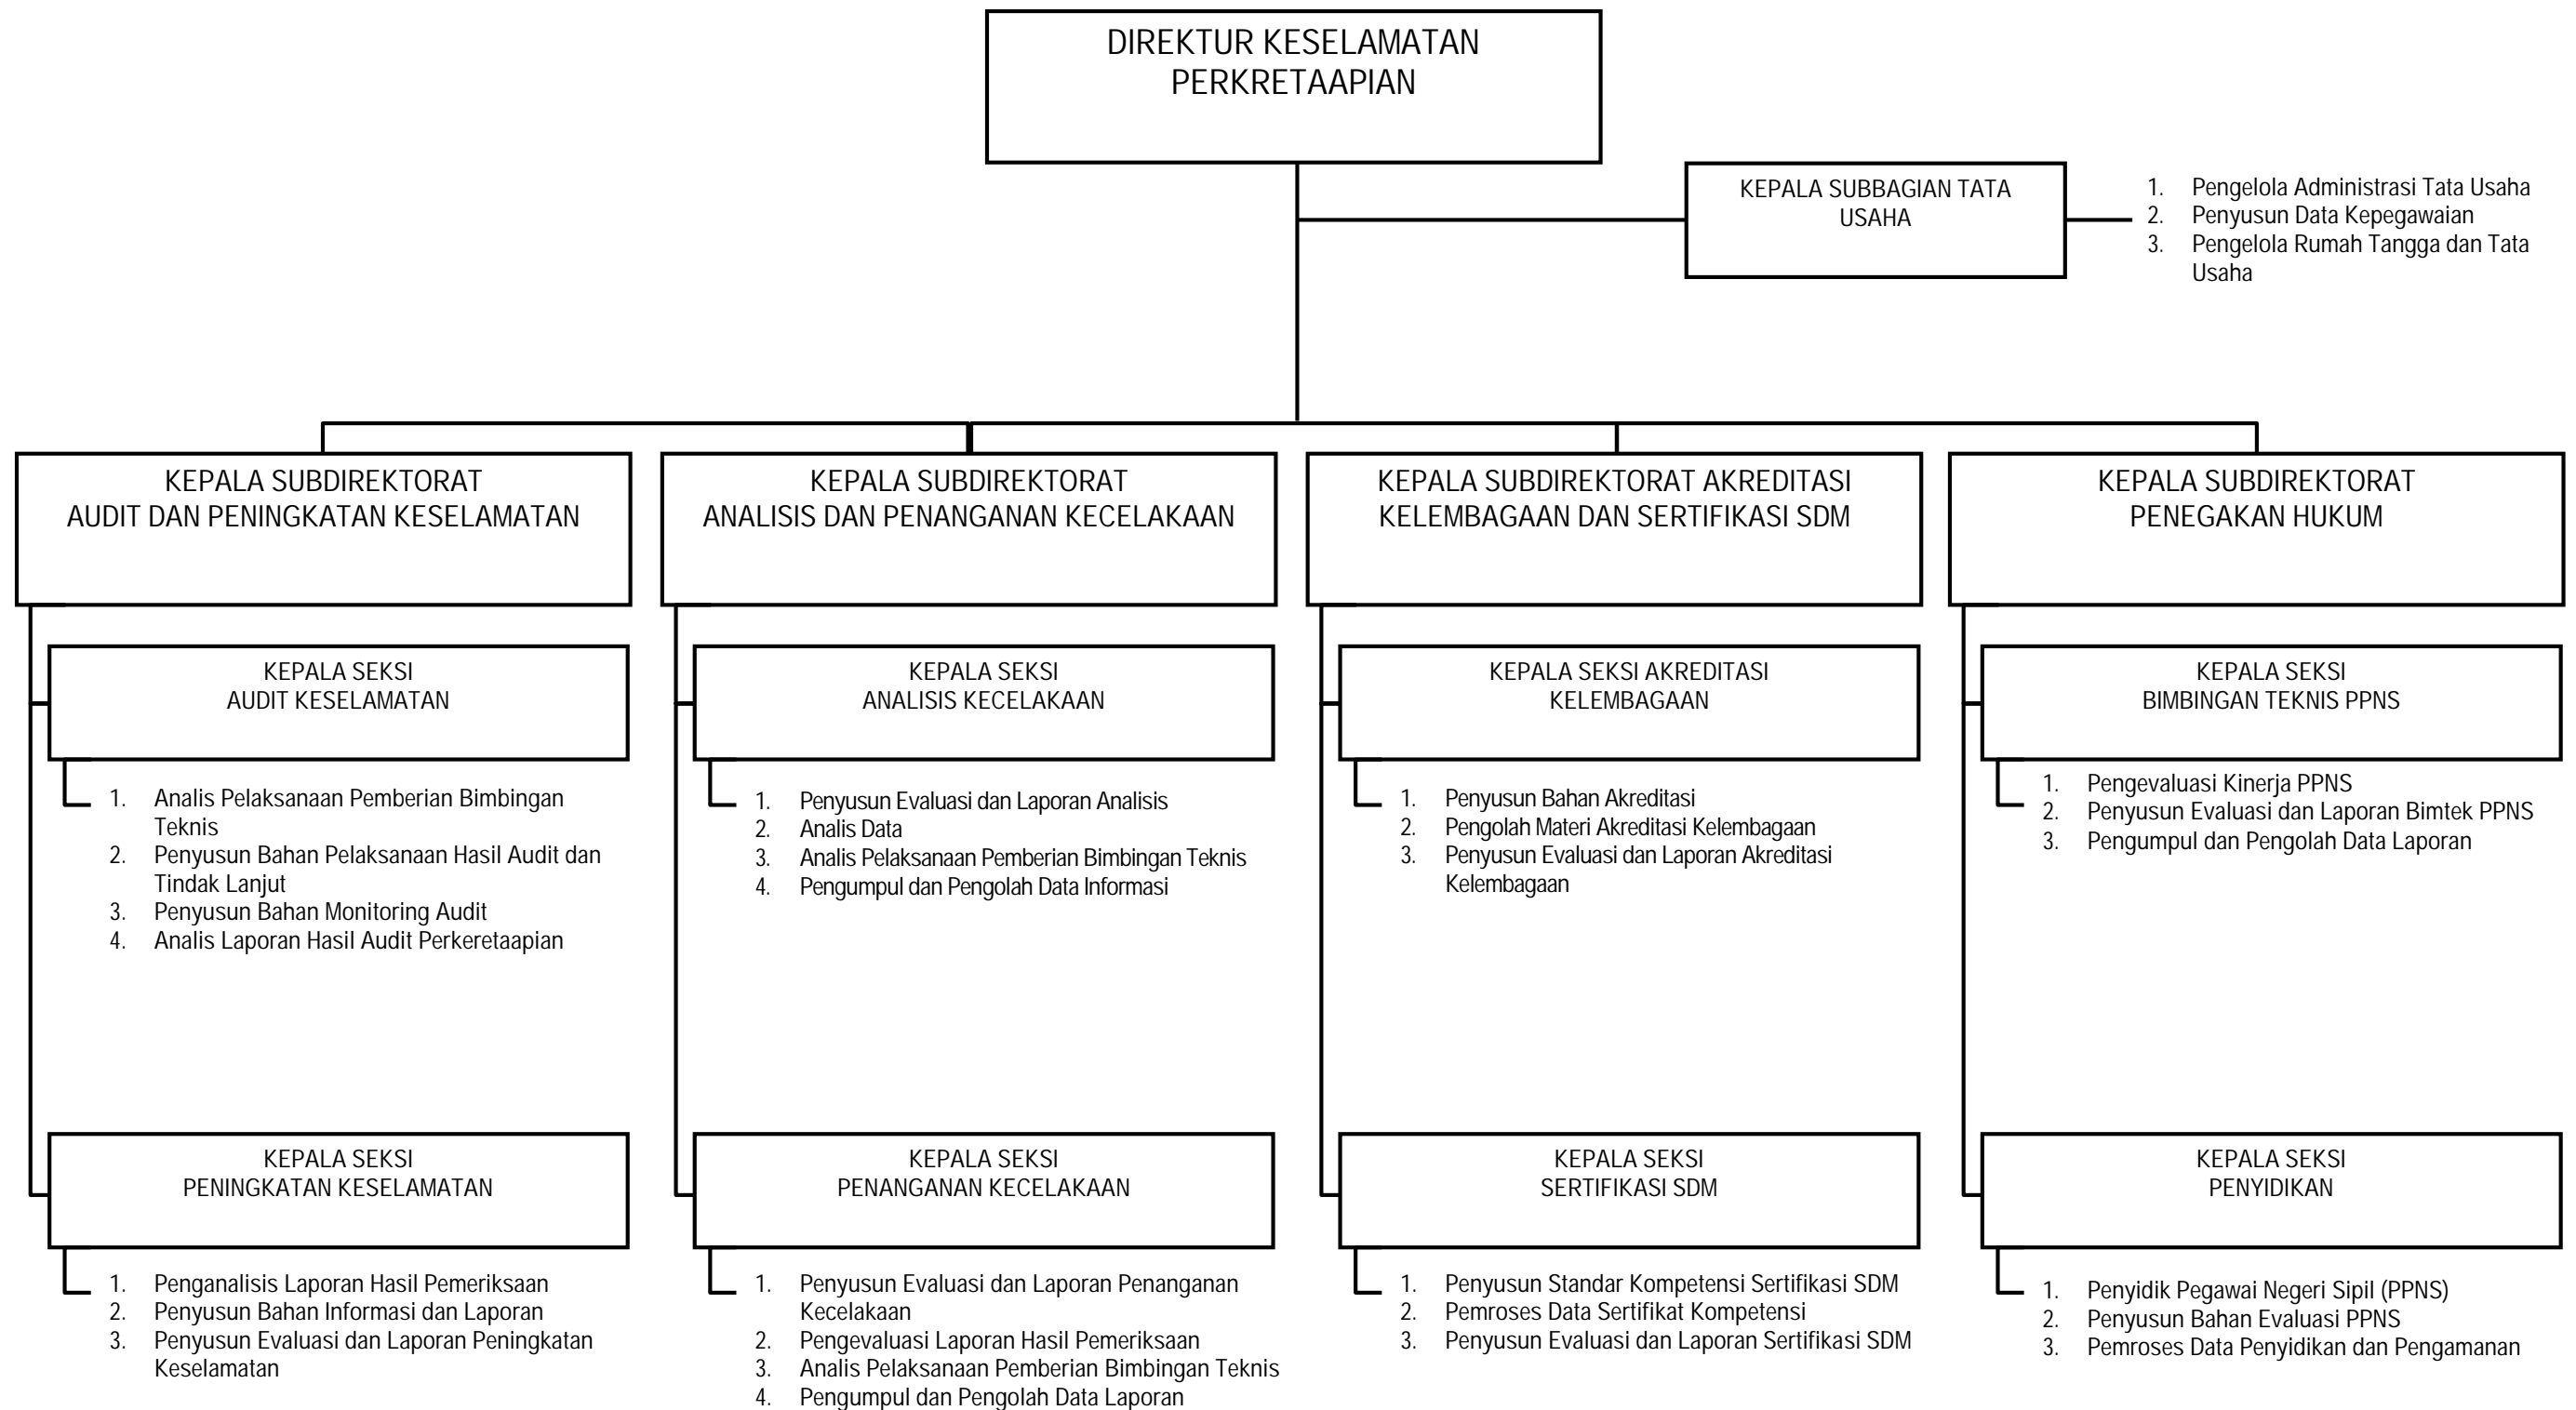 DIREKTUR KESELAMATAN
PERKRETAAPIAN
KEPALA SUBBAGIAN TATA
USAHA
1. Pengelola Administrasi Tata Usaha
2. Penyusun Data Kepegawaian
3. Pengelola Rumah Tangga dan Tata
Usaha
KEPALA SUBDIREKTORAT
AUDIT DAN PENINGKATAN KESELAMATAN
KEPALA SEKSI
AUDIT KESELAMATAN
1. Analis Pelaksanaan Pemberian Bimbingan
Teknis
2. Penyusun Bahan Pelaksanaan Hasil Audit dan
Tindak Lanjut
3. Penyusun Bahan Monitoring Audit
4. Analis Laporan Hasil Audit Perkeretaapian
KEPALA SEKSI
PENINGKATAN KESELAMATAN
1. Penganalisis Laporan Hasil Pemeriksaan
2. Penyusun Bahan Informasi dan Laporan
3. Penyusun Evaluasi dan Laporan Peningkatan
Keselamatan
KEPALA SUBDIREKTORAT
ANALISIS DAN PENANGANAN KECELAKAAN
KEPALA SEKSI
ANALISIS KECELAKAAN
1. Penyusun Evaluasi dan Laporan Analisis
2. Analis Data
3. Analis Pelaksanaan Pemberian Bimbingan Teknis
4. Pengumpul dan Pengolah Data Informasi
KEPALA SEKSI
PENANGANAN KECELAKAAN
1. Penyusun Evaluasi dan Laporan Penanganan
Kecelakaan
2. Pengevaluasi Laporan Hasil Pemeriksaan
3. Analis Pelaksanaan Pemberian Bimbingan Teknis
4. Pengumpul dan Pengolah Data Laporan
KEPALA SUBDIREKTORAT AKREDITASI
KELEMBAGAAN DAN SERTIFIKASI SDM
KEPALA SEKSI AKREDITASI
KELEMBAGAAN
1. Penyusun Bahan Akreditasi
2. Pengolah Materi Akreditasi Kelembagaan
3. Penyusun Evaluasi dan Laporan Akreditasi
Kelembagaan
KEPALA SEKSI
SERTIFIKASI SDM
1. Penyusun Standar Kompetensi Sertifikasi SDM
2. Pemroses Data Sertifikat Kompetensi
3. Penyusun Evaluasi dan Laporan Sertifikasi SDM
KEPALA SUBDIREKTORAT
PENEGAKAN HUKUM
KEPALA SEKSI
BIMBINGAN TEKNIS PPNS
1. Pengevaluasi Kinerja PPNS
2. Penyusun Evaluasi dan Laporan Bimtek PPNS
3. Pengumpul dan Pengolah Data Laporan
KEPALA SEKSI
PENYIDIKAN
1. Penyidik Pegawai Negeri Sipil (PPNS)
2. Penyusun Bahan Evaluasi PPNS
3. Pemroses Data Penyidikan dan Pengamanan